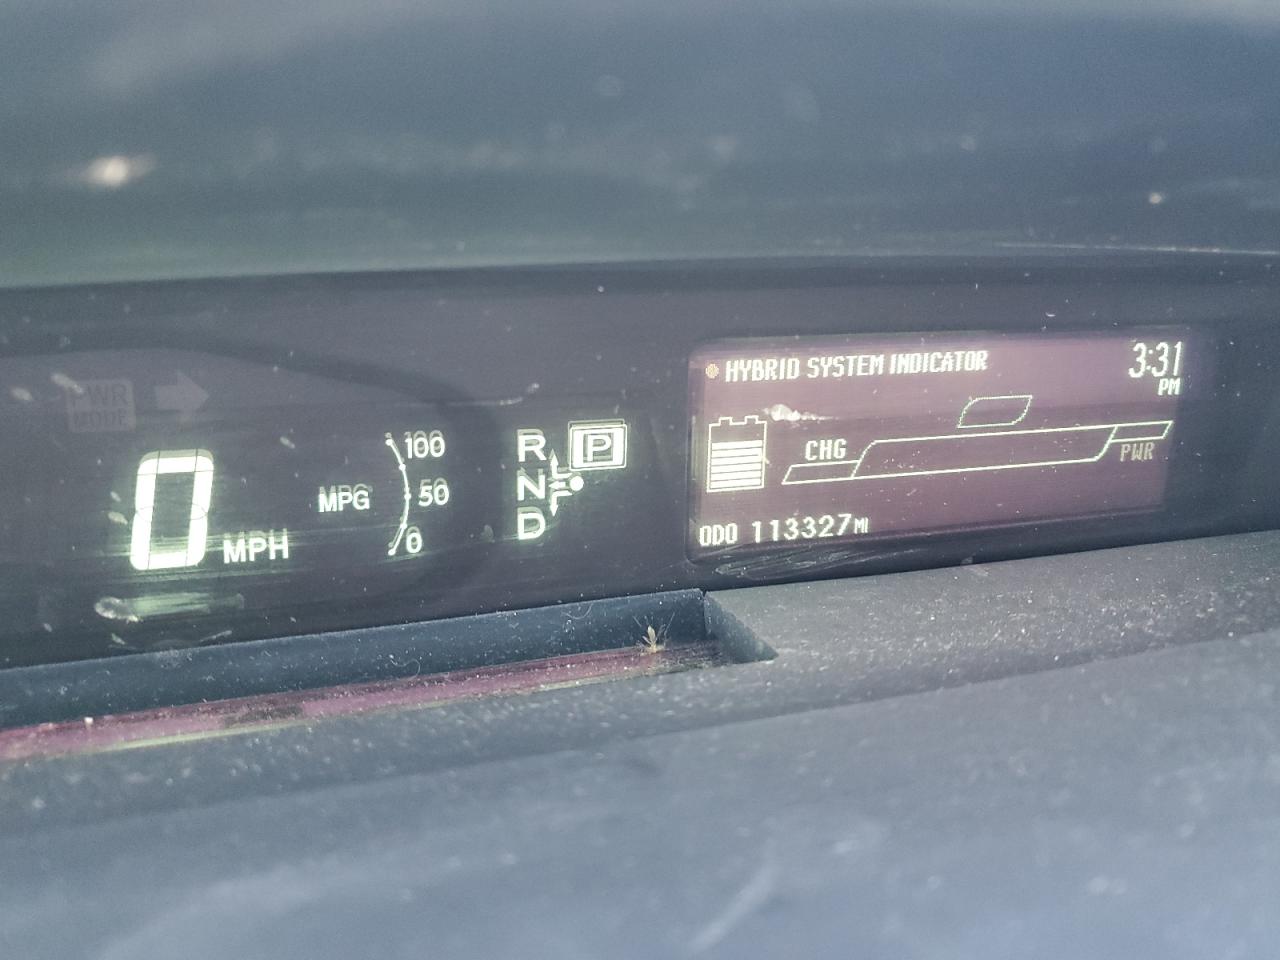 PWR
MODE
0 MPH
MPG
100
50
0
R
N
D
P
HYBRID SYSTEM INDICATOR
3:31
PM
CHG
PWR
ODO 113327 MI